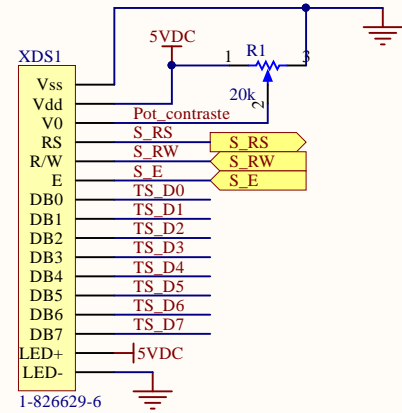 5VDC
1
R1
3
XDS1
20k
2
Vss
Vdd
V0 Pot_contraste
RS S_RS S_RS
R/W S_RW S_RW
E S_E S_E
DB0 TS_D0
DB1 TS_D1
DB2 TS_D2
DB3 TS_D3
DB4 TS_D4
DB5 TS_D5
DB6 TS_D6
DB7 TS_D7
LED+ 5VDC
LED-
1-826629-6